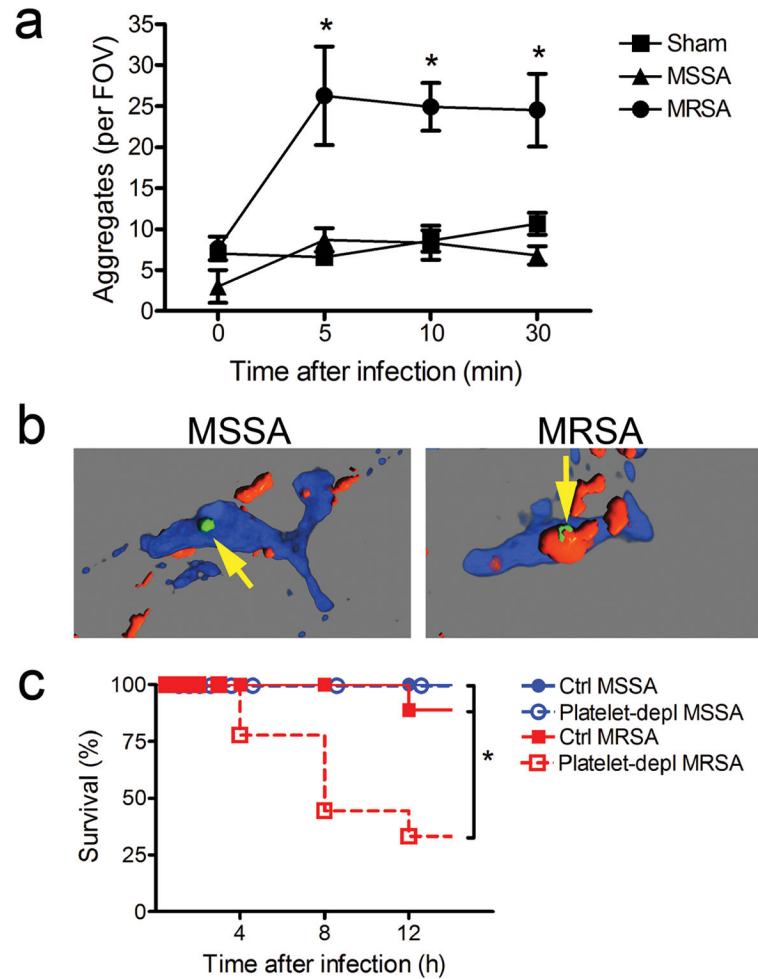 a
35
30
25
20
15
10
5
0
Aggregates (per FOV)
* * *
Sham
MSSA
MRSA
0 5 10 30
Time after infection (min)
b
MSSA MRSA
c
100
75
50
25
0
Survival (%)
Ctrl MSSA
Platelet-depl MSSA
Ctrl MRSA
Platelet-depl MRSA
*
4 8 12
Time after infection (h)